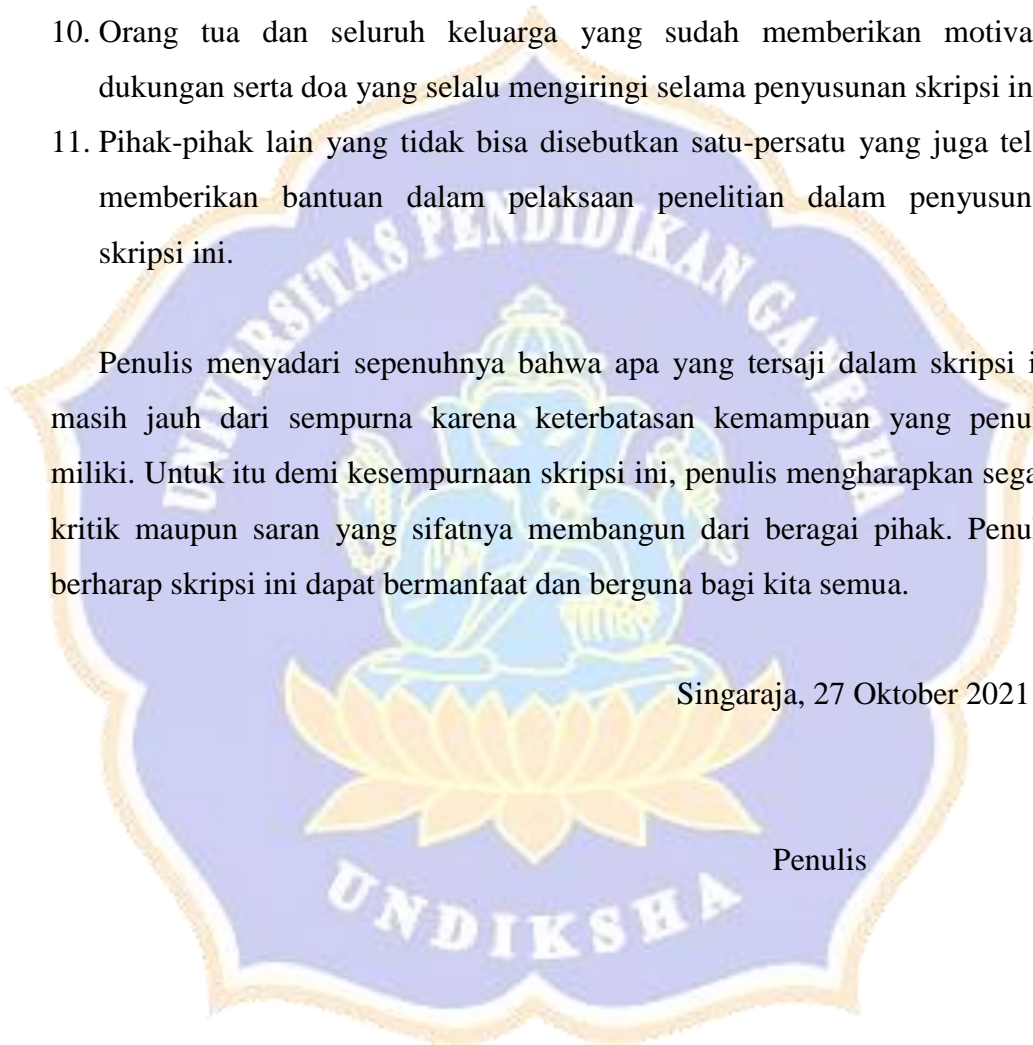 10. Orang tua dan seluruh keluarga yang sudah memberikan motiva
dukungan serta doa yang selalu mengiringi selama penyusunan skripsi in
11. Pihak-pihak lain yang tidak bisa disebutkan satu-persatu yang juga tel
memberikan bantuan dalam pelaksaan penelitian dalam penyusun
skripsi ini.
UNIVERSITAS PENDIDIKAN GANESHA
Penulis menyadari sepenuhnya bahwa apa yang tersaji dalam skripsi i
masih jauh dari sempurna karena keterbatasan kemampuan yang penu
miliki. Untuk itu demi kesempurnaan skripsi ini, penulis mengharapkan sega
kritik maupun saran yang sifatnya membangun dari beragai pihak. Penu
berharap skripsi ini dapat bermanfaat dan berguna bagi kita semua.
Singaraja, 27 Oktober 2021
Penulis
UNDIKSHA